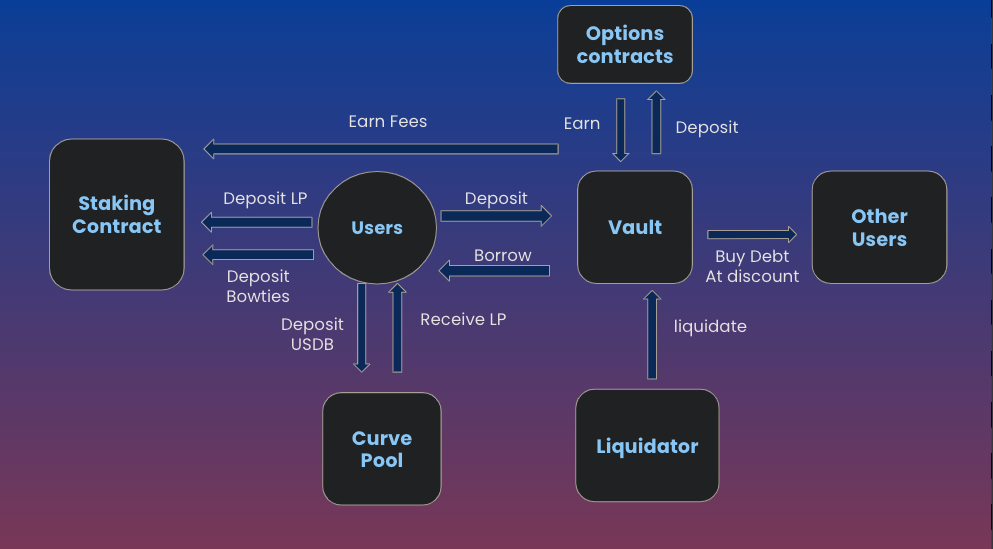 Options
contracts
Earn Fees
Earn
Deposit
Staking
Contract
Deposit LP
Users
Deposit
Vault
Other
Users
Deposit
Bowties
Borrow
Buy Debt
At discount
Deposit
USDB
Receive LP
liquidate
Curve
Pool
Liquidator